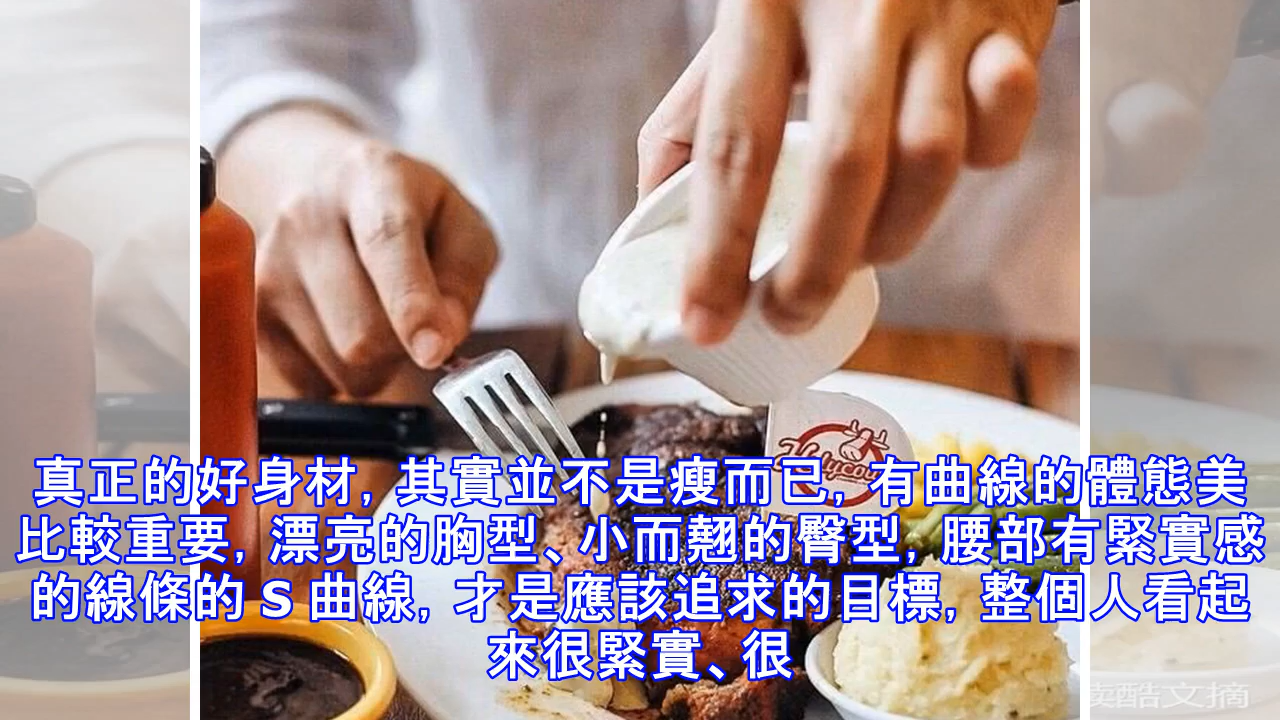 真正的好身材, 其實並不是瘦而已, 有曲線的體態美
比較重要, 漂亮的胸型、小而翹的臀型, 腰部有緊實感
的線條的 S 曲線, 才是應該追求的目標, 整個人看起
來很緊實、很
酷文摘